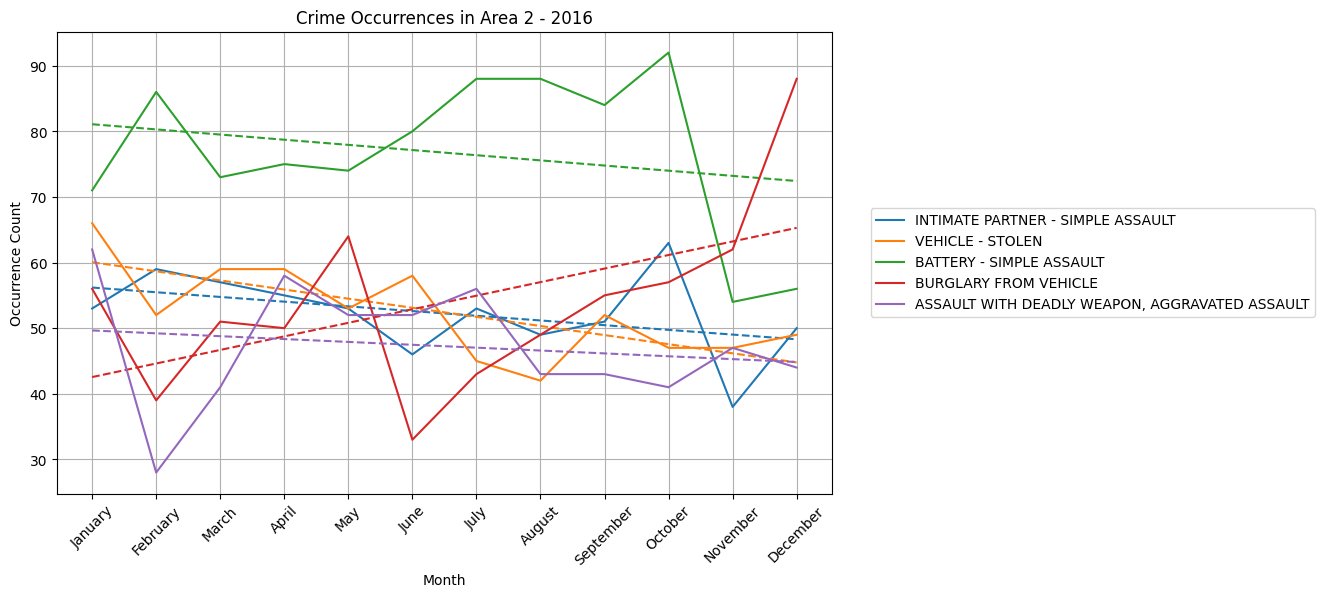 Crime Occurrences in Area 2 - 2016
Occurrence Count
90
80
70
60
50
40
30
January
February
March
April
May
June
July
August
September
October
November
December
Month
INTIMATE PARTNER - SIMPLE ASSAULT
VEHICLE - STOLEN
BATTERY - SIMPLE ASSAULT
BURGLARY FROM VEHICLE
ASSAULT WITH DEADLY WEAPON, AGGRAVATED ASSAULT